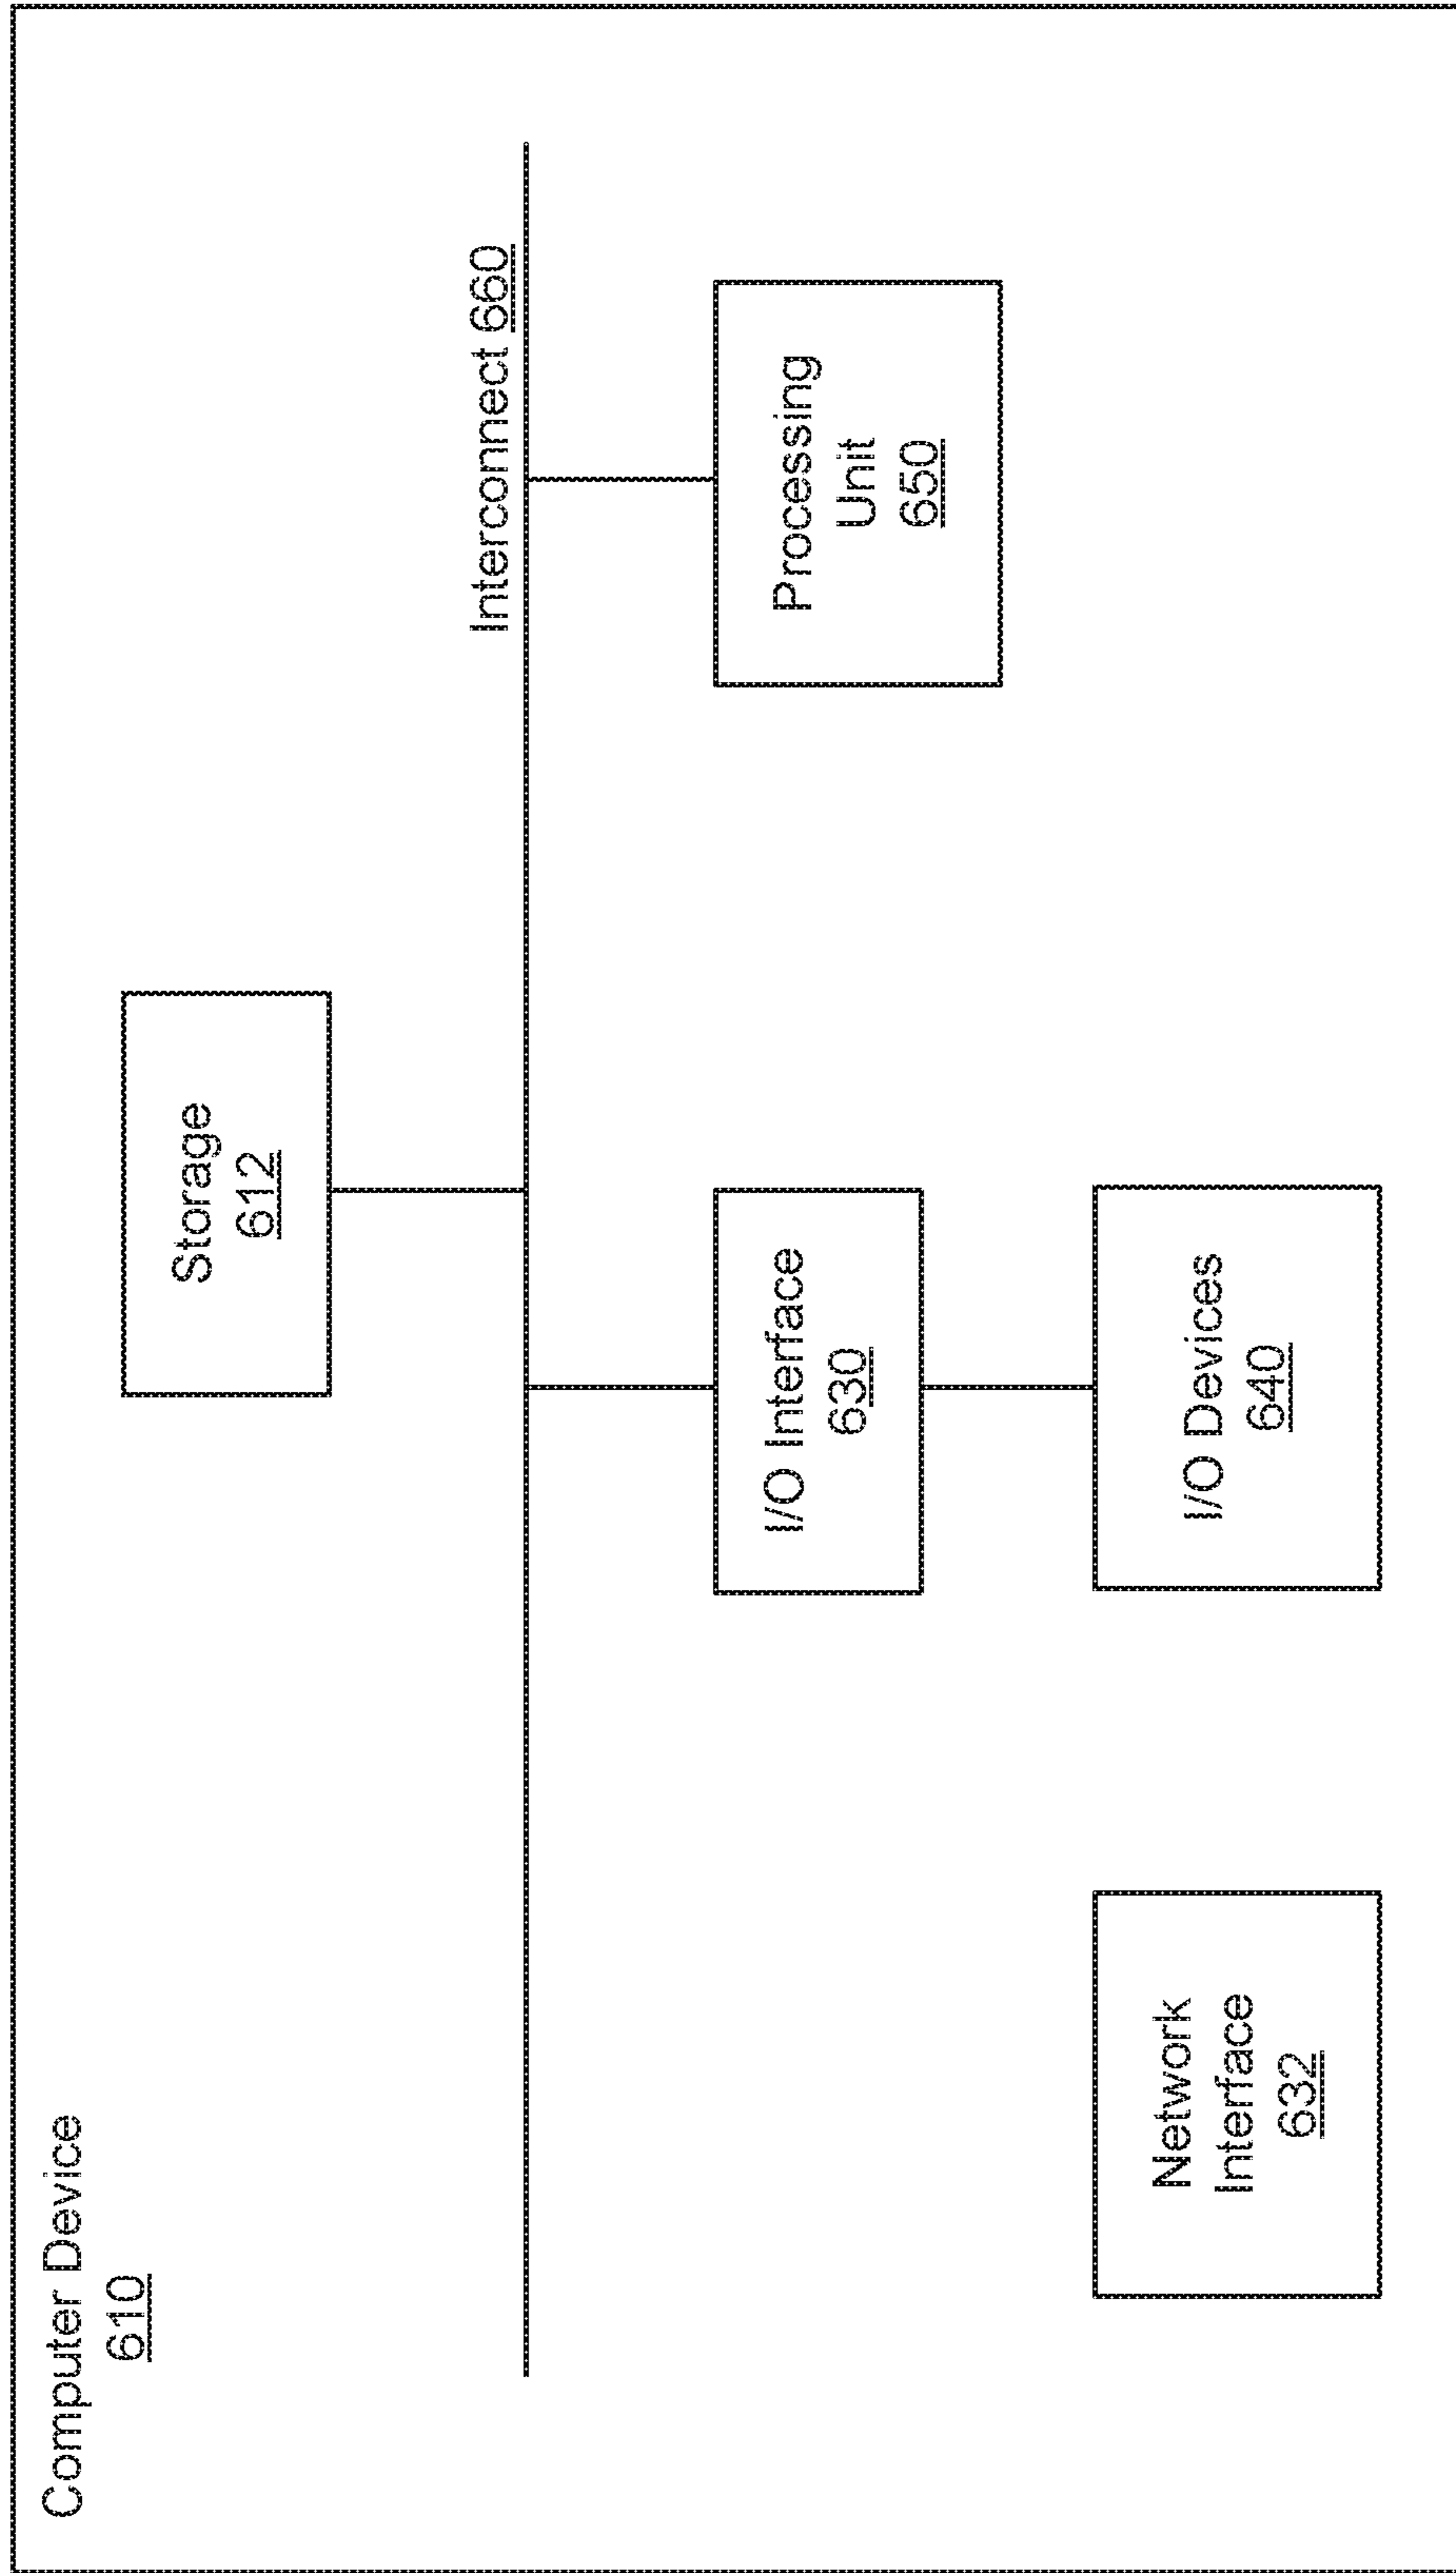 Computer Device
610
Storage
612
Interconnect 660
I/O Interface
630
Processing
Unit
650
Network
Interface
632
I/O Devices
640